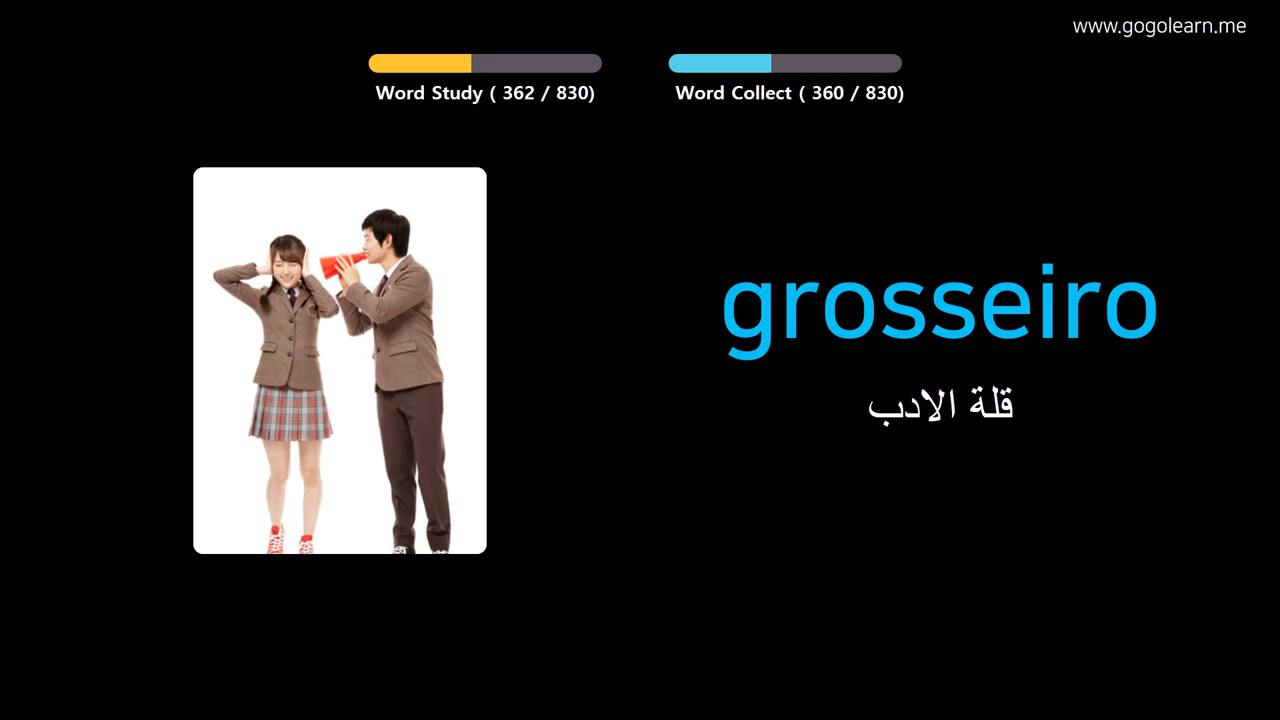 www.gogolearn.me
Word Study ( 362 / 830)
Word Collect ( 360 / 830)
grosseiro
قلة الادب